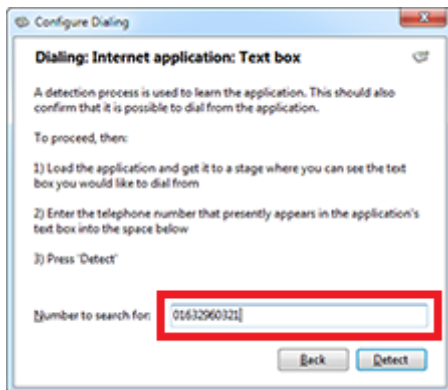 Configure Dialing
Dialing: Internet application: Text box
A detection process is used to learn the application. This should also
confirm that it is possible to dial from the application.
To proceed, then:
1) Load the application and get it to a stage where you can see the text
box you would like to dial from
2) Enter the telephone number that presently appears in the application's
text box into the space below
3) Press 'Detect'
Number to search for: 01632960321
Back Detect